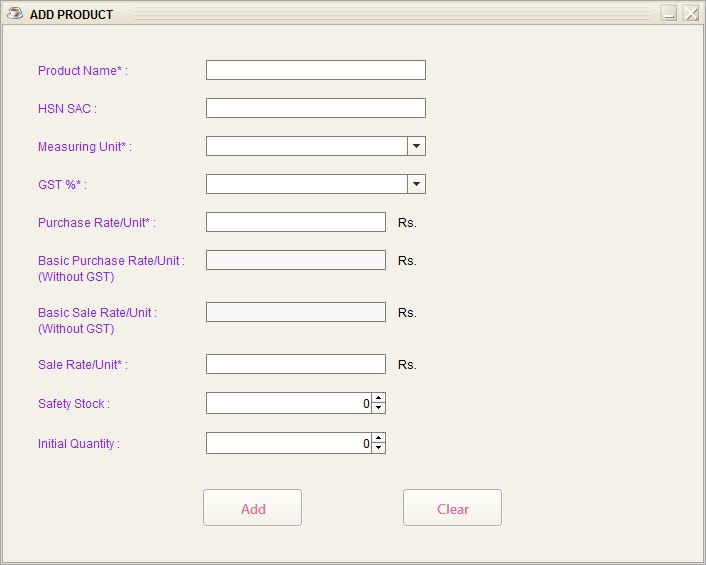 ADD PRODUCT
Product Name* :
HSN SAC :
Measuring Unit* :
GST %* :
Purchase Rate/Unit* : Rs.
Basic Purchase Rate/Unit : Rs.
(Without GST)
Basic Sale Rate/Unit : Rs.
(Without GST)
Sale Rate/Unit* : Rs.
Safety Stock : 0
Initial Quantity : 0
Add Clear